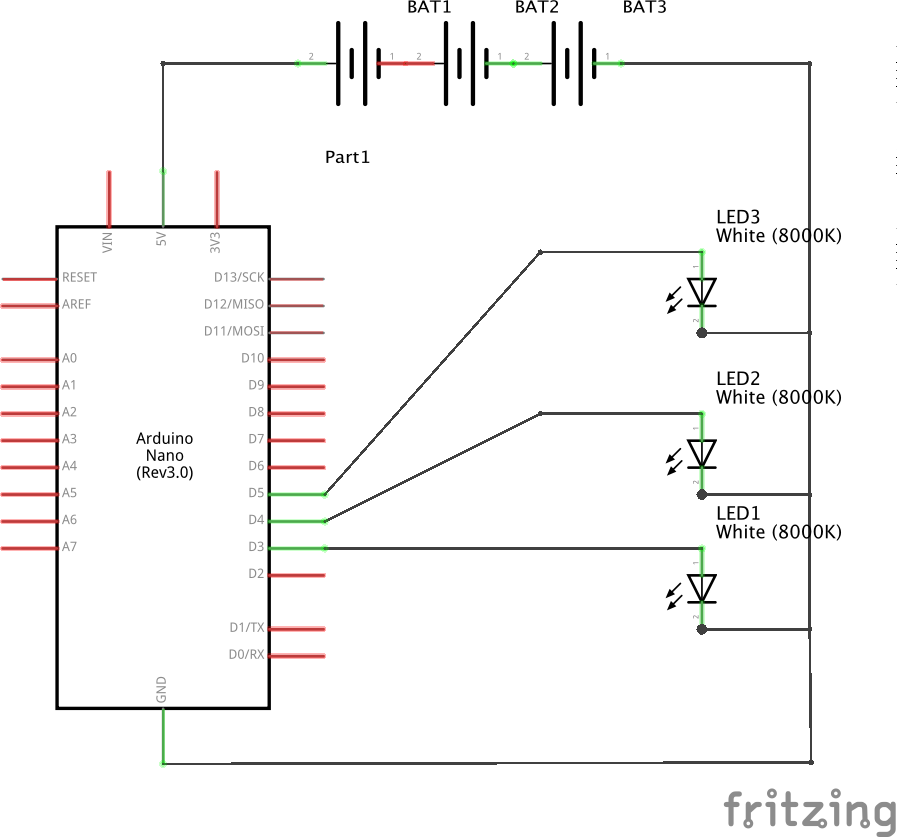 BAT1 BAT2 BAT3
2 1 2 1 2 1
Part1
VIN 5V 3V3
LED3
White (8000K)
1
2
RESET D13/SCK
AREF D12/MISO
D11/MOSI
A0 D10
A1 D9
A2 D8
A3 D7
A4 D6
A5 D5
A6 D4
A7 D3
D2
D1/TX
D0/RX
GND
Arduino
Nano
(Rev3.0)
LED2
White (8000K)
1
2
LED1
White (8000K)
1
2
fritzing